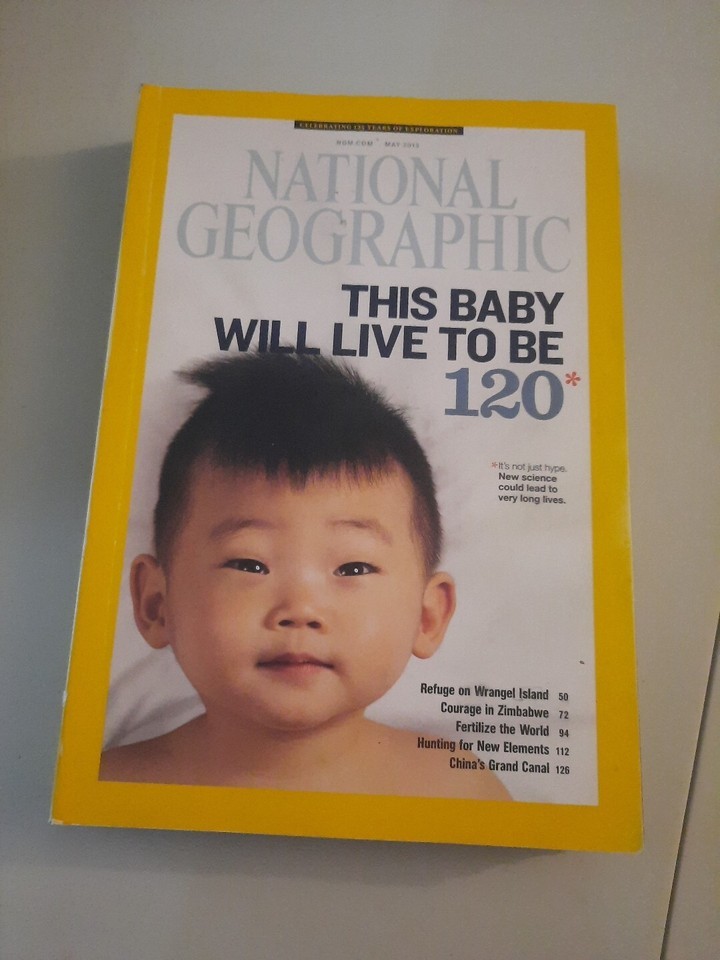 CELEBRATING 125 YEARS OF EXPLORATION
NGM.COM • MAY 2013
NATIONAL
GEOGRAPHIC
THIS BABY
WILL LIVE TO BE
120*
*It's not just hype.
New science
could lead to
very long lives.
Refuge on Wrangel Island 50
Courage in Zimbabwe 72
Fertilize the World 94
Hunting for New Elements 112
China's Grand Canal 126